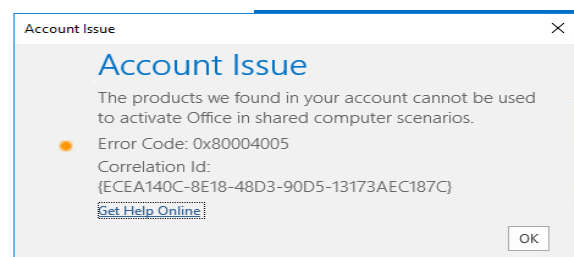 Account Issue
Account Issue
The products we found in your account cannot be used
to activate Office in shared computer scenarios.
Error Code: 0x80004005
Correlation Id:
{ECEA140C-8E18-48D3-90D5-13173AEC187C}
Get Help Online
OK